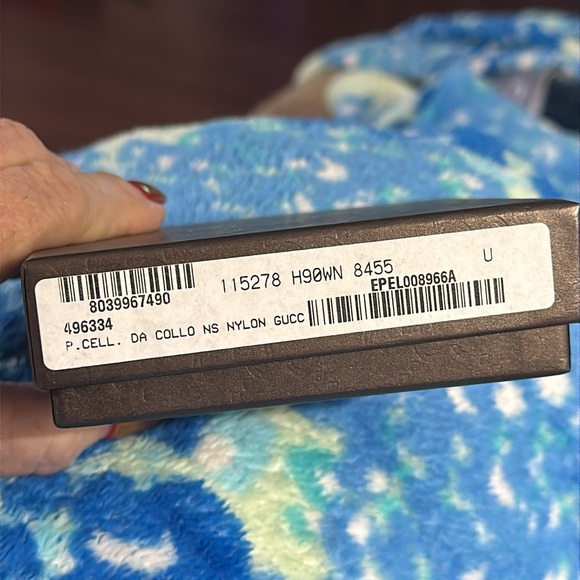 8039967490
115278 H90WN 8455
U
496334
EPEL008966A
P.CELL. DA COLLO NS NYLON GUCC